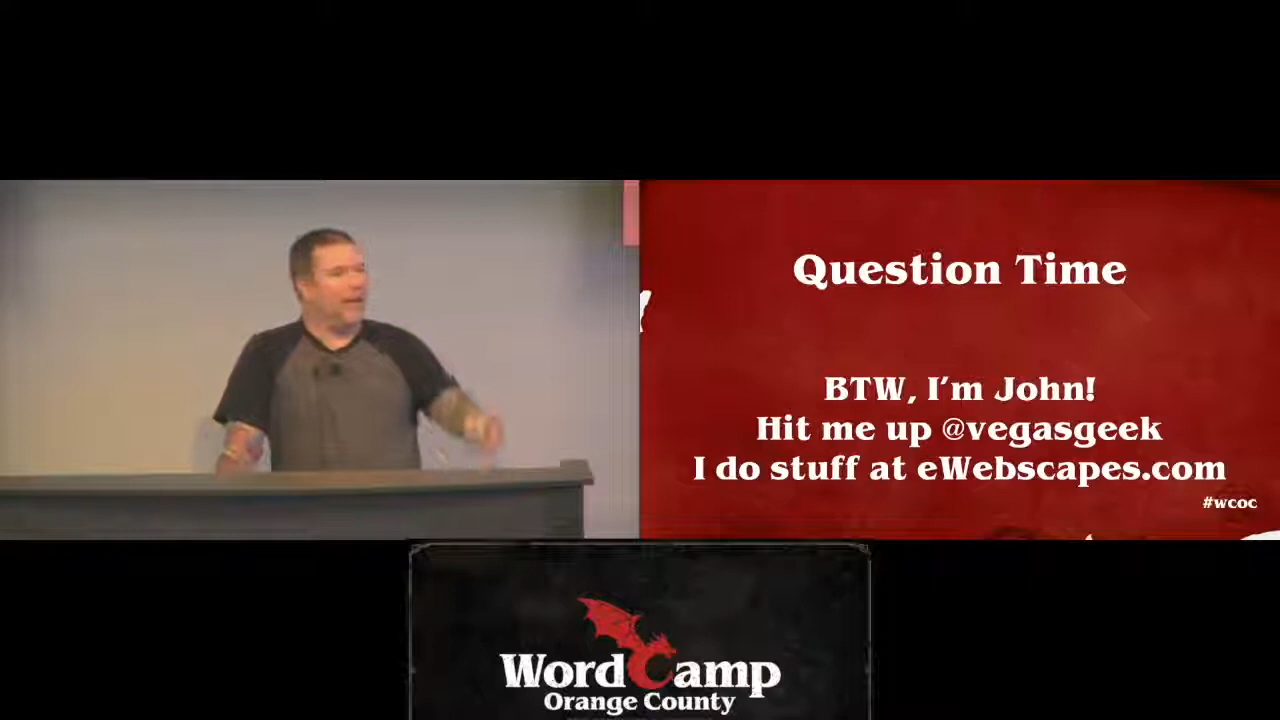 Question Time
BTW, I'm John!
Hit me up @vegasgeek
I do stuff at eWebscapes.com
#wcoc
WordCamp
Orange County